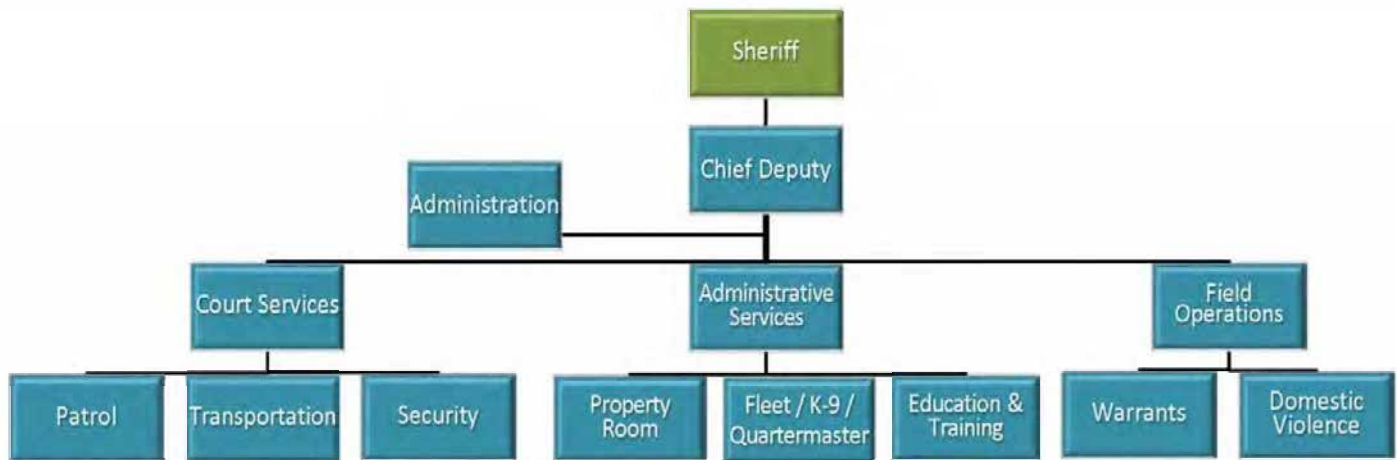 Sheriff
Chief Deputy
Administration
Court Services
Administrative
Services
Field
Operations
Patrol
Transportation
Security
Property
Room
Fleet / K-9 /
Quartermaster
Education &
Training
Warrants
Domestic
Violence